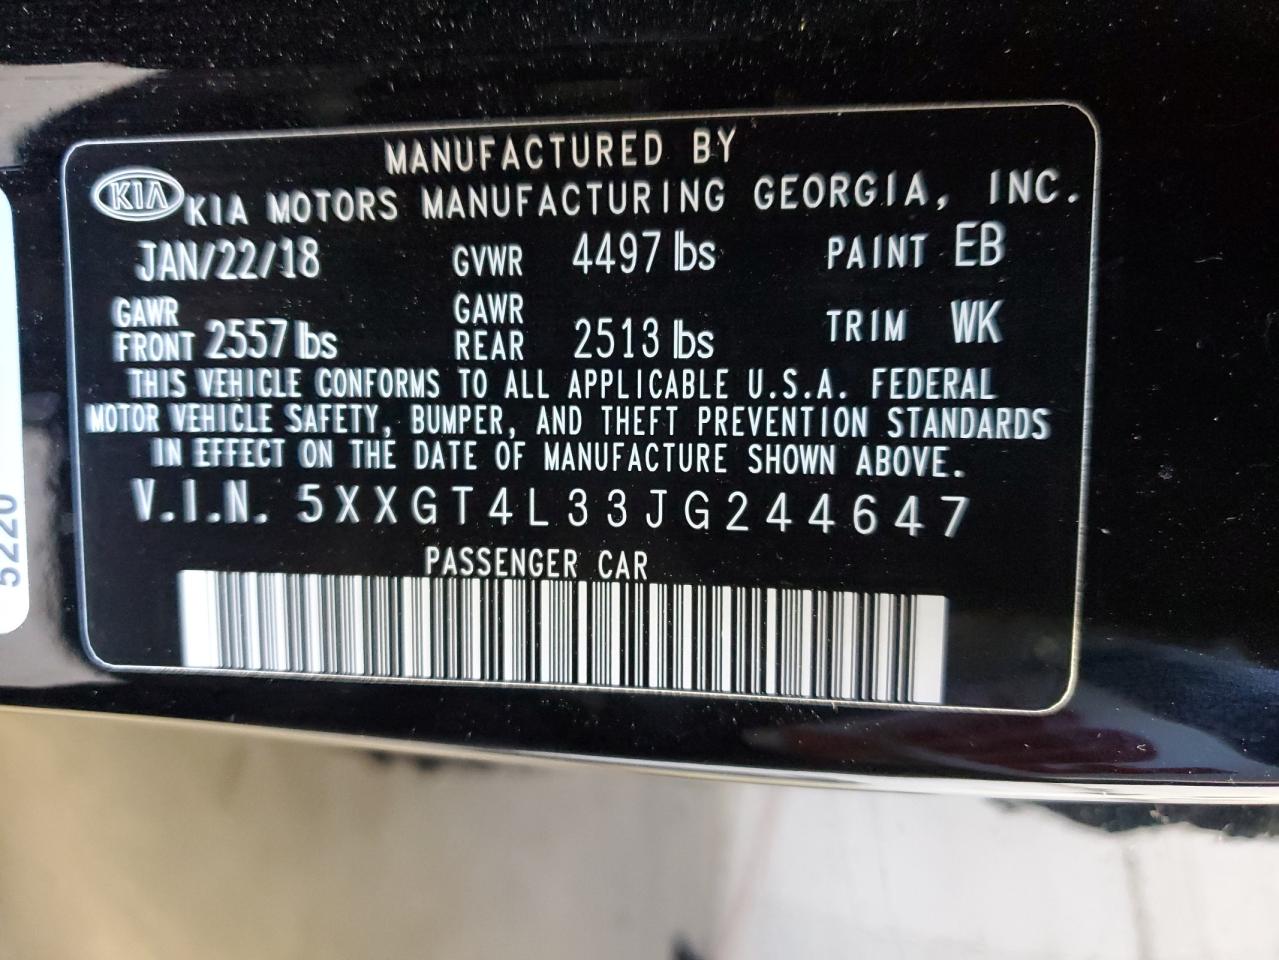 MANUFACTURED BY
KIA KIA MOTORS MANUFACTURING GEORGIA, INC.
JAN/22/18 GVWR 4497 lbs PAINT EB
GAWR FRONT 2557 lbs GAWR REAR 2513 lbs TRIM WK
THIS VEHICLE CONFORMS TO ALL APPLICABLE U.S.A. FEDERAL
MOTOR VEHICLE SAFETY, BUMPER, AND THEFT PREVENTION STANDARDS
IN EFFECT ON THE DATE OF MANUFACTURE SHOWN ABOVE.
V.I.N. 5XXGT4L33JG244647
PASSENGER CAR
5220